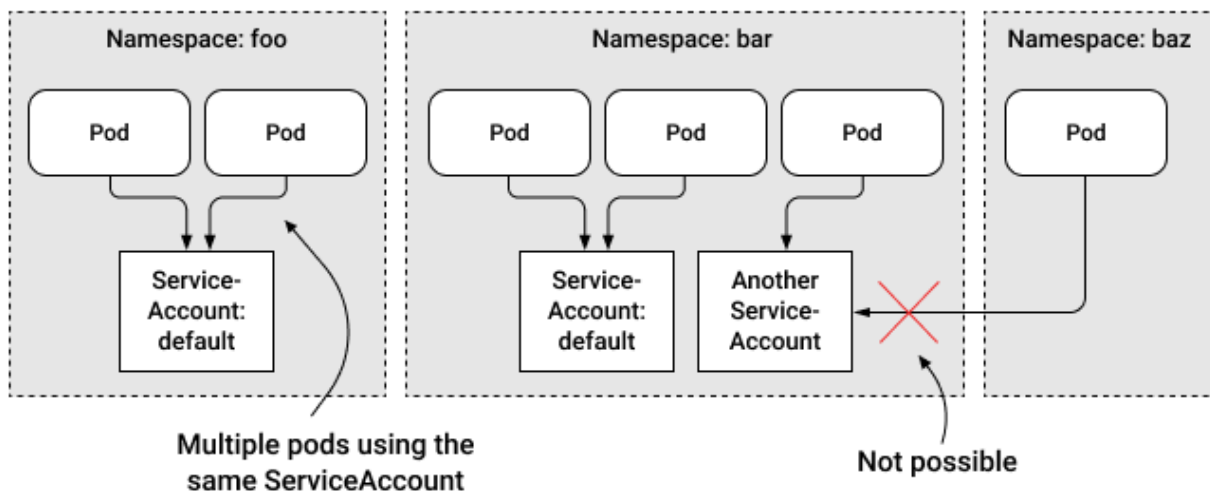 Namespace: foo
Namespace: bar
Namespace: baz
Pod
Pod
Pod
Pod
Pod
Pod
Service-
Account:
default
Service-
Account:
default
Another
Service-
Account
Multiple pods using the
same ServiceAccount
Not possible